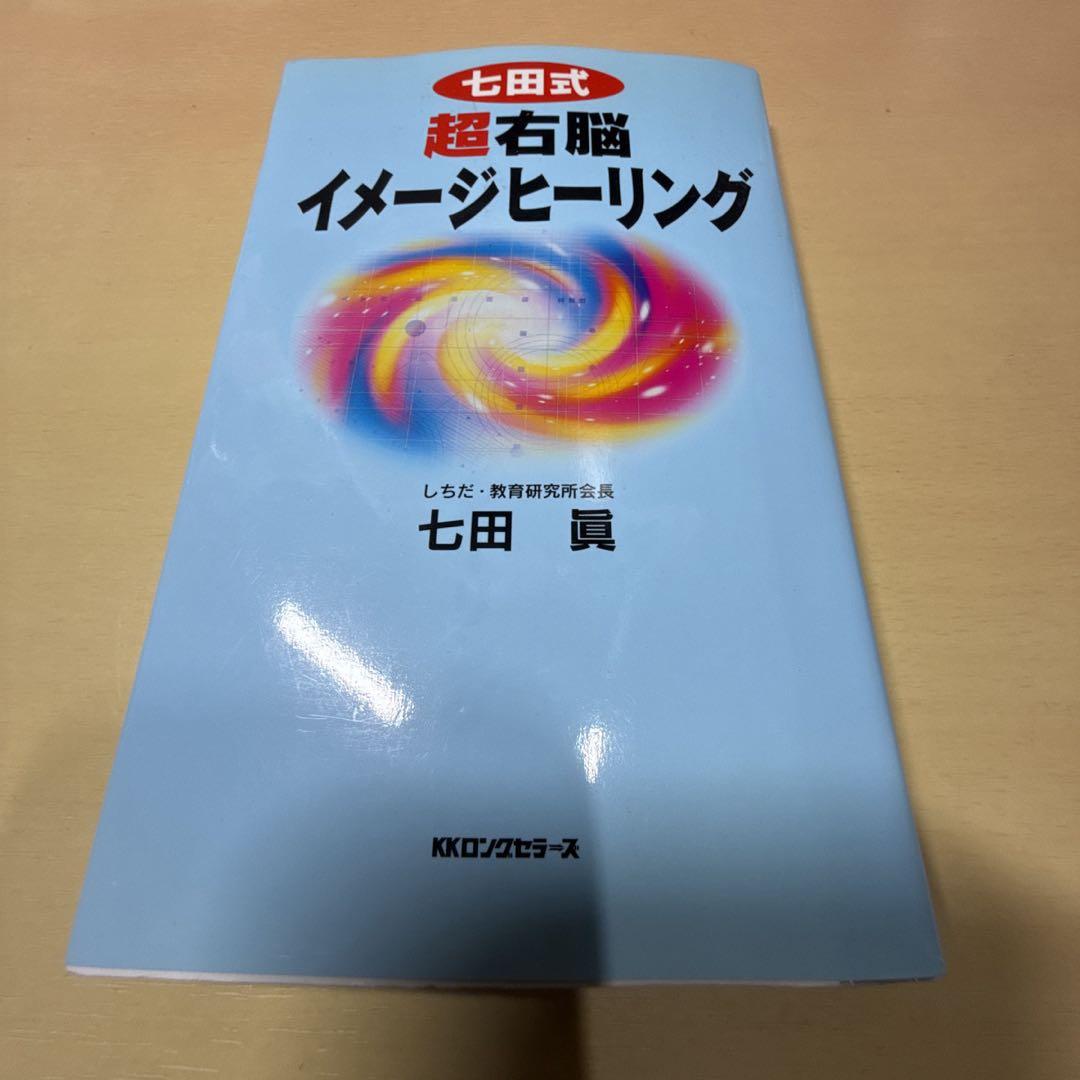 七田式
超右脳
イメージヒーリング
しちだ・教育研究所会長
七田 眞
KKロングセラーズ